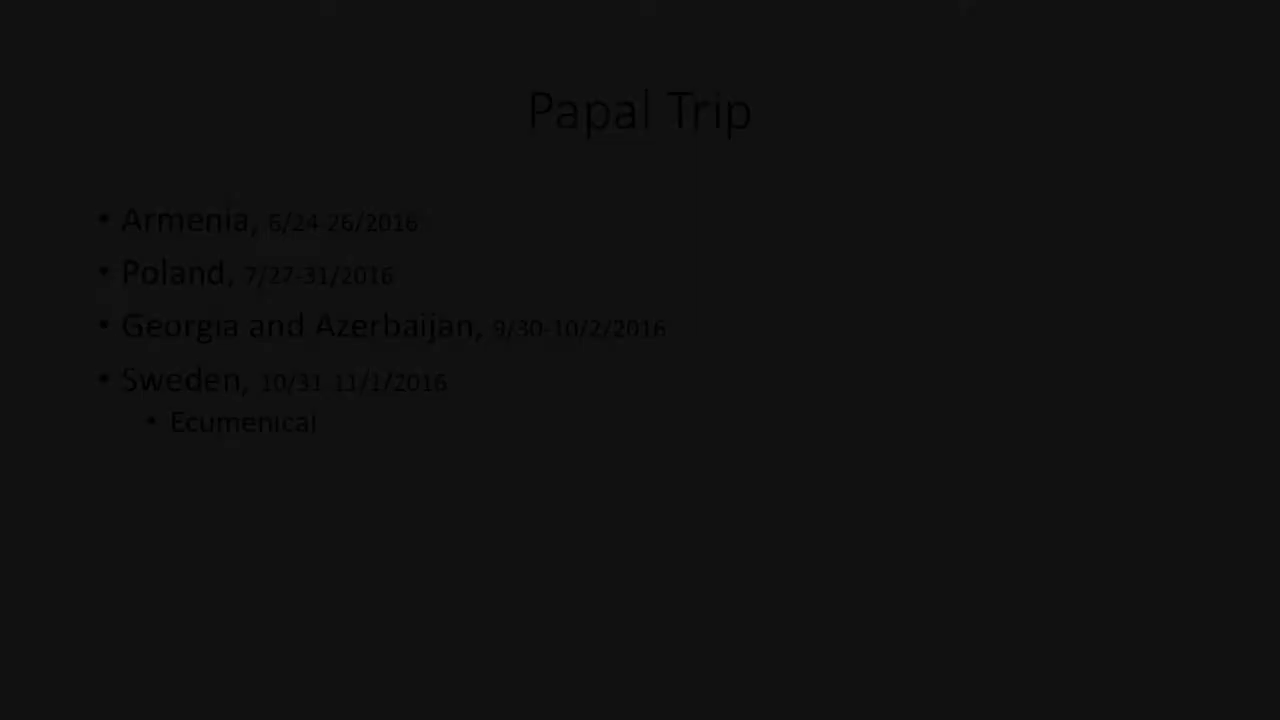 Papal Trip
• Armenia, 6/24-26/2016
• Poland, 7/27-31/2016
• Georgia and Azerbaijan, 9/30-10/2/2016
• Sweden, 10/31-11/1/2016
• Ecumenical